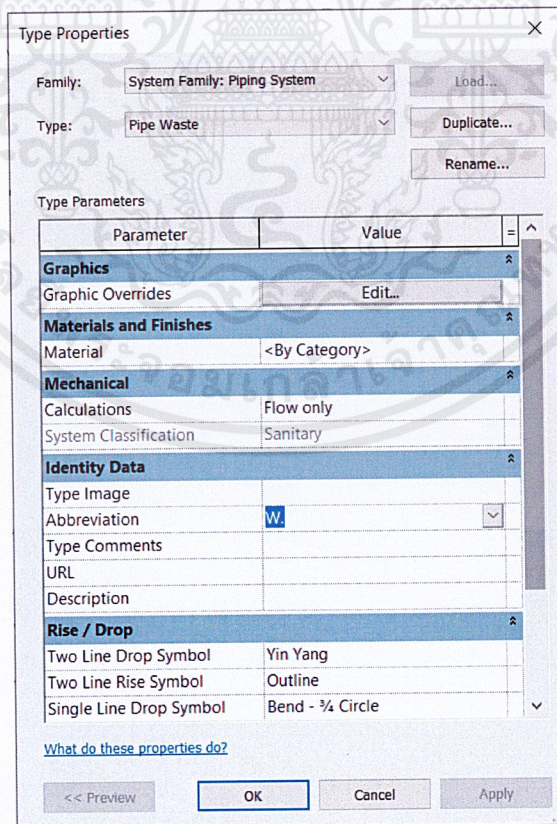 Type Properties
Family: System Family: Piping System Load...
Type: Pipe Waste Duplicate...
Rename...
Type Parameters
Parameter Value =
Graphics
Graphic Overrides Edit...
Materials and Finishes
Material <By Category>
Mechanical
Calculations Flow only
System Classification Sanitary
Identity Data
Type Image
Abbreviation W.
Type Comments
URL
Description
Rise / Drop
Two Line Drop Symbol Yin Yang
Two Line Rise Symbol Outline
Single Line Drop Symbol Bend - ¾ Circle
What do these properties do?
<< Preview OK Cancel Apply